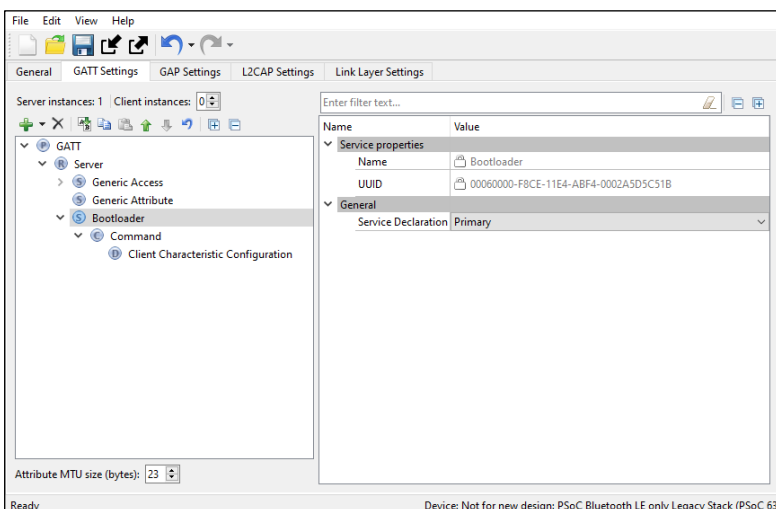 File Edit View Help
General GATT Settings GAP Settings L2CAP Settings Link Layer Settings
Server instances: 1 Client instances: 0
Enter filter text...
Name Value
GATT
Server
Generic Access
Generic Attribute
Bootloader
Command
Client Characteristic Configuration
Service properties
Name Bootloader
UUID 00060000-F8CE-11E4-ABF4-0002A5D5C51B
General
Service Declaration Primary
Attribute MTU size (bytes): 23
Ready Device: Not for new design: PSoC Bluetooth LE only Legacy Stack (PSoC 63